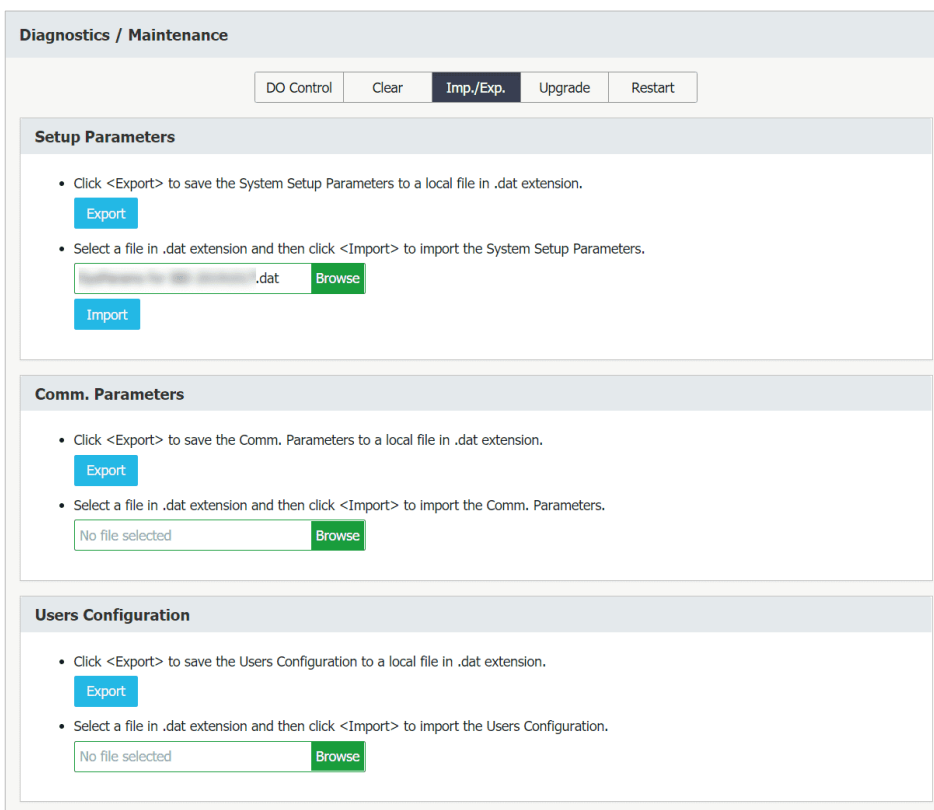 Diagnostics / Maintenance
DO Control Clear Imp./Exp. Upgrade Restart
Setup Parameters
• Click <Export> to save the System Setup Parameters to a local file in .dat extension.
Export
• Select a file in .dat extension and then click <Import> to import the System Setup Parameters.
.dat Browse
Import
Comm. Parameters
• Click <Export> to save the Comm. Parameters to a local file in .dat extension.
Export
• Select a file in .dat extension and then click <Import> to import the Comm. Parameters.
No file selected Browse
Users Configuration
• Click <Export> to save the Users Configuration to a local file in .dat extension.
Export
• Select a file in .dat extension and then click <Import> to import the Users Configuration.
No file selected Browse